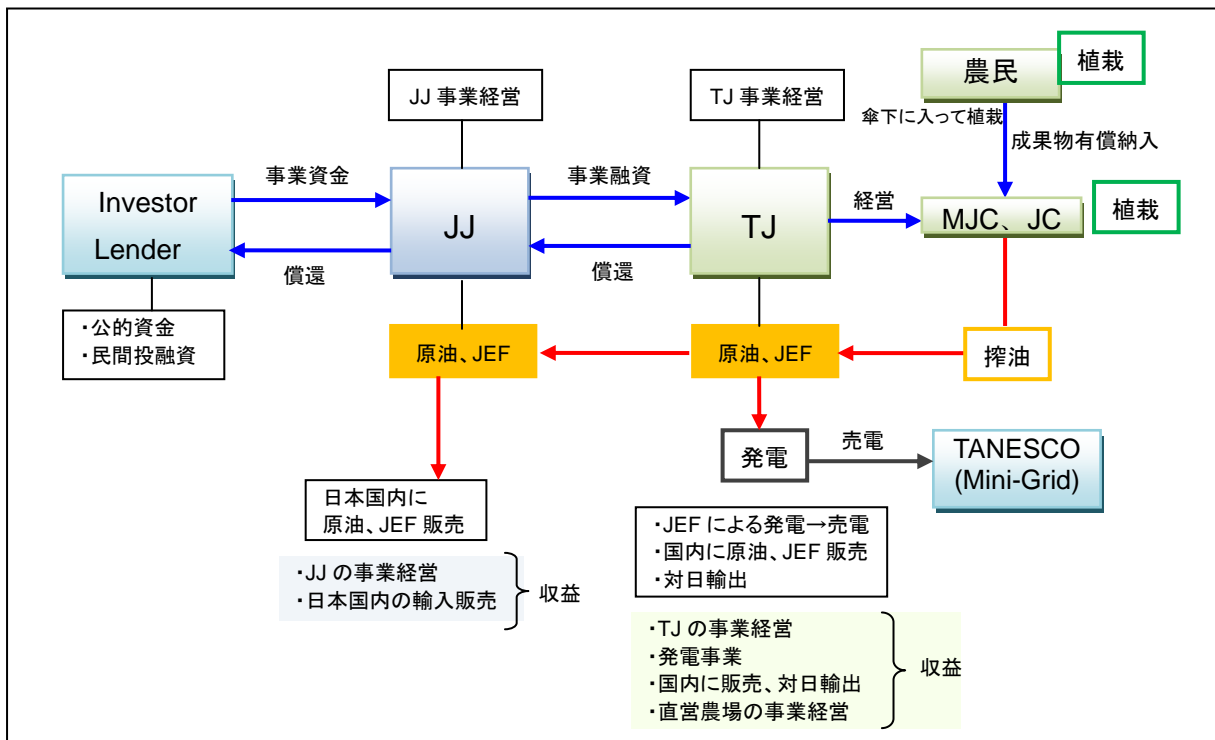 農民
植栽
JJ 事業経営
TJ 事業経営
傘下に入って植栽
成果物有償納入
Investor
Lender
事業資金
JJ
事業融資
TJ
経営
MJC、JC
植栽
償還
償還
・公的資金
・民間投融資
原油、JEF
原油、JEF
搾油
発電
売電
TANESCO
(Mini-Grid)
日本国内に
原油、JEF 販売
・JEF による発電→売電
・国内に原油、JEF 販売
・対日輸出
・JJ の事業経営
・日本国内の輸入販売
収益
・TJ の事業経営
・発電事業
・国内に販売、対日輸出
・直営農場の事業経営
収益